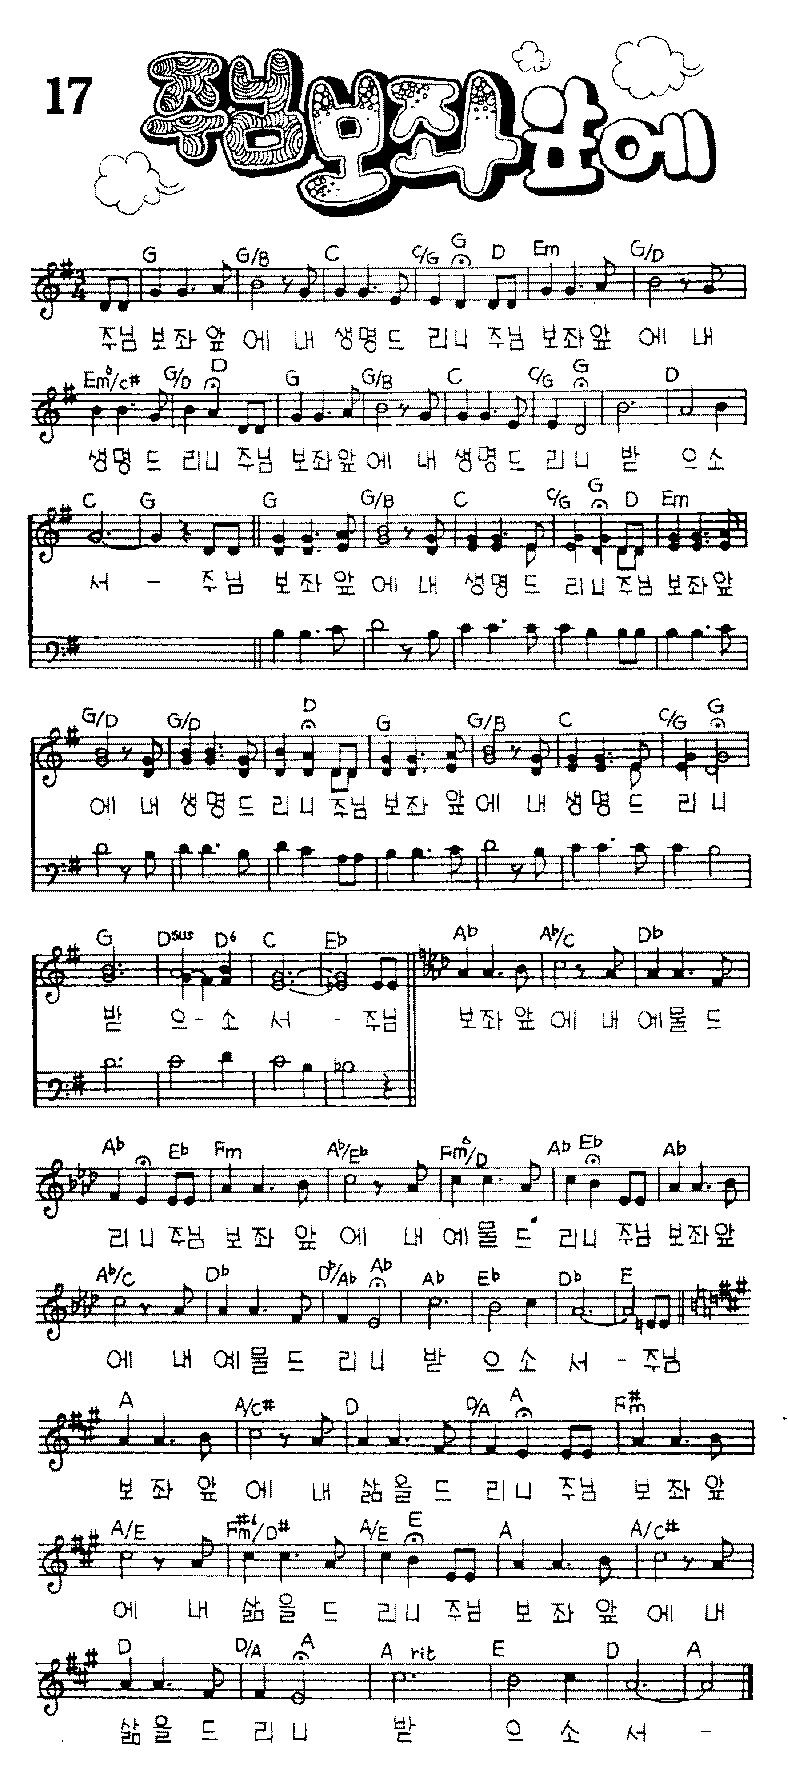 17
주님보좌앞에
G G/B C C/G G D Em G/D
주님 보좌 앞 에 내 생명드 리니 주님 보좌앞 에 내
Em6/C# G/D D G G/B C C/G G D
생명드 리니 주님 보좌앞에 내 생명드 리니 받 으소
C G G G/B C C/G G D Em
서 - 주님 보좌앞 에 내 생명드 리니 주님 보좌앞
G/D G/D D G G/B C C/G G
에 내 생명드 리니 주님 보좌 앞에 내 생명드 리니
G Dsus D6 C Eb Ab Ab/C Db
받 으-소 서 - 주님 보좌앞에 내 예물드
Ab Eb Fm Ab/Eb Fm6/D Ab Eb Ab
리니 주님 보좌 앞 에 내 예물드 리니 주님 보좌앞
Ab/C Db Db/Ab Ab Ab Eb Db E
에 내 예물드 리니 받 으소 서 - 주님
A A/C# D D/A A F#m
보좌 앞 에 내 삶을드 리니 주님 보 좌앞
A/E F#m6/D# A/E E A A/C#
에 내 삶을 드 리니 주님 보 좌앞 에 내
D D/A A A rit E D A
삶을 드 리니 받 으 소 서 -